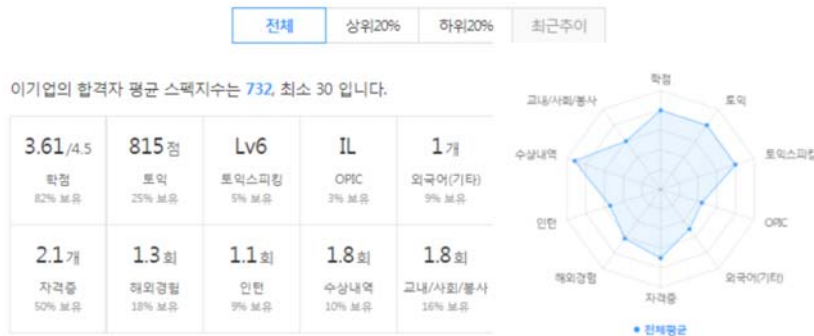 전체 상위20% 하위20% 최근추이
이기업의 합격자 평균 스펙지수는 732, 최소 30 입니다.
3.61/4.5 815점 Lv6 IL 1개
학점 토익 토익스피킹 OPIC 외국어(기타)
82% 보유 25% 보유 5% 보유 3% 보유 9% 보유
2.1개 1.3회 1.1회 1.8회 1.8회
자격증 해외경험 인턴 수상내역 교내/사회/봉사
50% 보유 18% 보유 9% 보유 10% 보유 16% 보유
학점
교내/사회/봉사 토익
수상내역 토익스피킹
인턴 OPIC
해외경험 외국어(기타)
자격증
전체평균